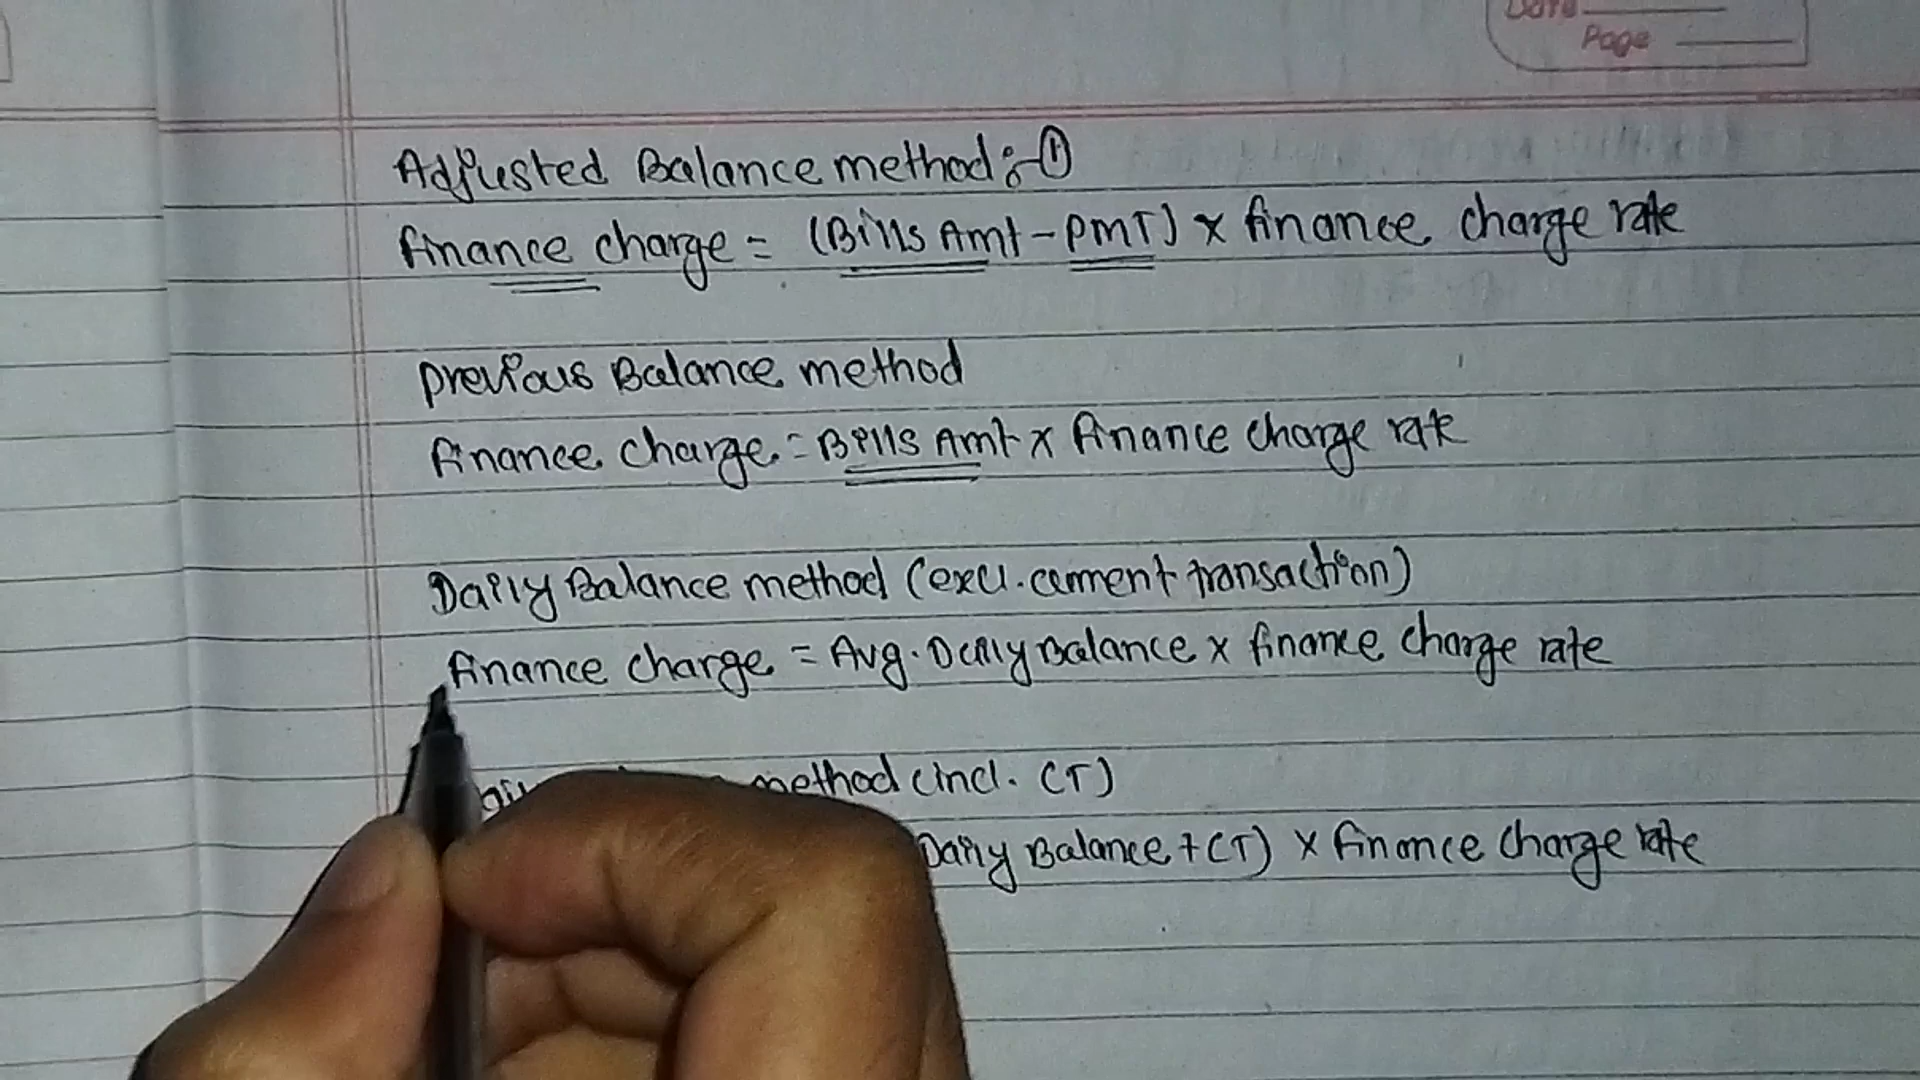 Date
Page
Adjusted Balance method:-①
finance charge = (Bills Amt - PMT) x finance charge rate
previous Balance method
finance charge = Bills Amt x finance charge rate
Daily Balance method (excl. current transaction)
finance charge = Avg. Daily Balance x finance charge rate
method (incl. CT)
Daily Balance + CT) x finance charge rate